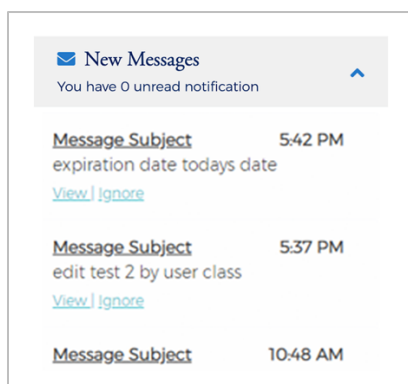 New Messages
You have 0 unread notification
Message Subject 5:42 PM
expiration date todays date
View | Ignore
Message Subject 5:37 PM
edit test 2 by user class
View | Ignore
Message Subject 10:48 AM